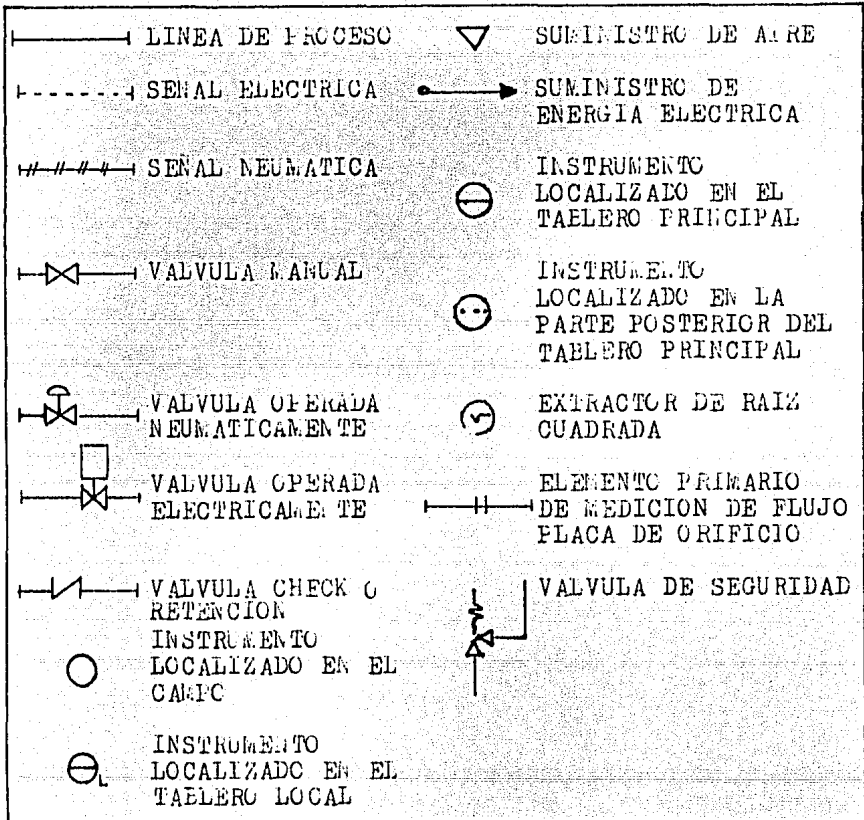 LINEA DE PROCESO
SEÑAL ELECTRICA
SEÑAL NEUMATICA
VALVULA MANUAL
VALVULA OPERADA
NEUMATICAMENTE
VALVULA OPERADA
ELECTRICAMENTE
VALVULA CHECK O
RETENCION
INSTRUMENTO
LOCALIZADO EN EL
CAMPO
L
INSTRUMENTO
LOCALIZADO EN EL
TABLERO LOCAL
SUMINISTRO DE AIRE
SUMINISTRO DE
ENERGIA ELECTRICA
INSTRUMENTO
LOCALIZADO EN EL
TABLERO PRINCIPAL
INSTRUMENTO
LOCALIZADO EN LA
PARTE POSTERIOR DEL
TABLERO PRINCIPAL
EXTRACTOR DE RAIZ
CUADRADA
ELEMENTO PRIMARIO
DE MEDICION DE FLUJO
PLACA DE ORIFICIO
VALVULA DE SEGURIDAD